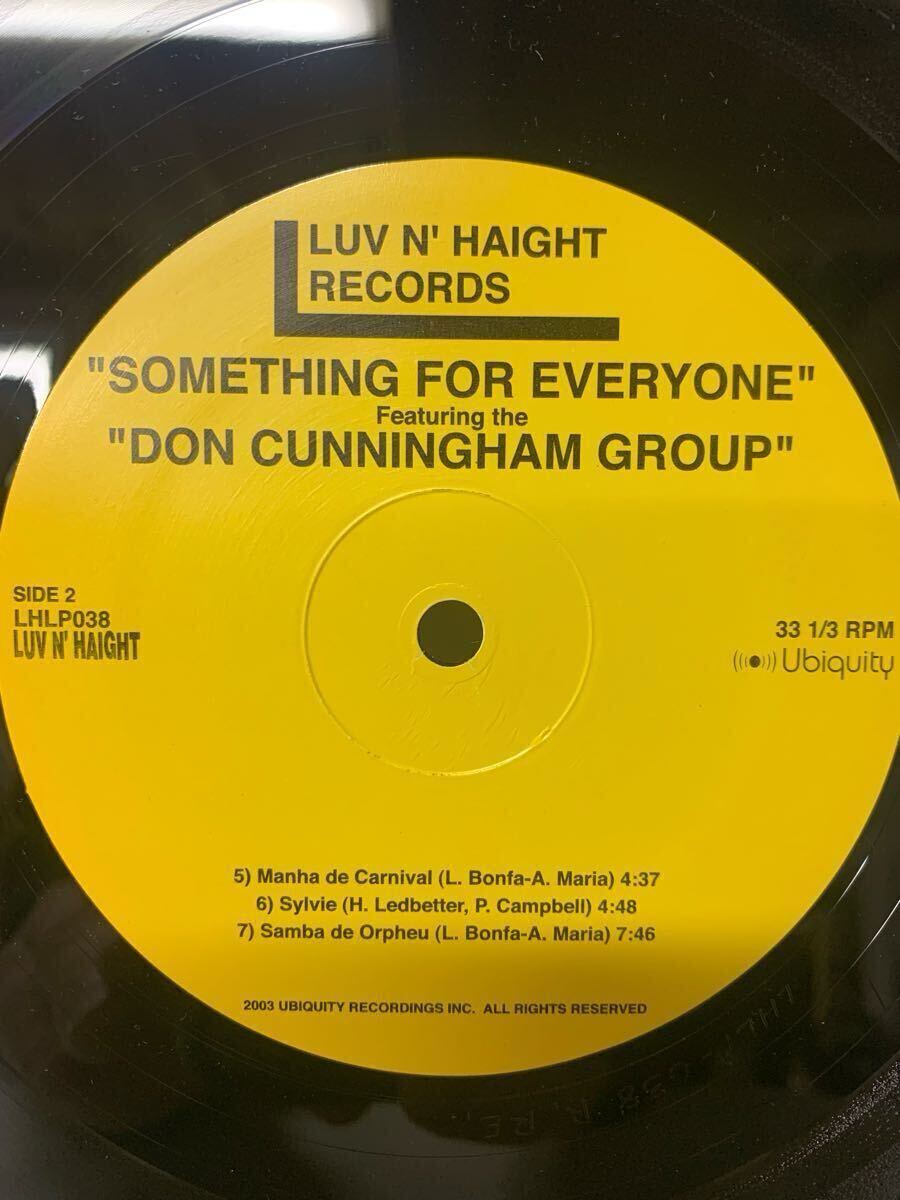 LUV N' HAIGHT
RECORDS
"SOMETHING FOR EVERYONE"
Featuring the
"DON CUNNINGHAM GROUP"
SIDE 2
LHLP038
LUV N' HAIGHT
33 1/3 RPM
Ubiquity
5) Manha de Carnival (L. Bonfa-A. Maria) 4:37
6) Sylvie (H. Ledbetter, P. Campbell) 4:48
7) Samba de Orpheu (L. Bonfa-A. Maria) 7:46
2003 UBIQUITY RECORDINGS INC. ALL RIGHTS RESERVED